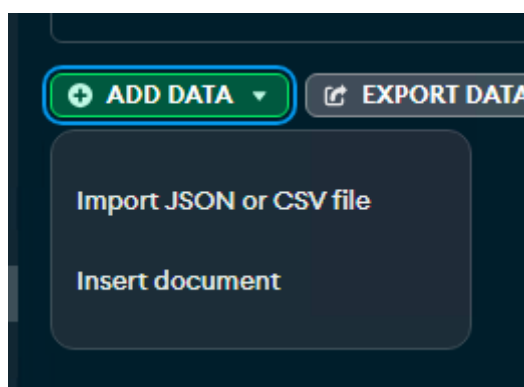 ADD DATA
EXPORT DATA
Import JSON or CSV file
Insert document